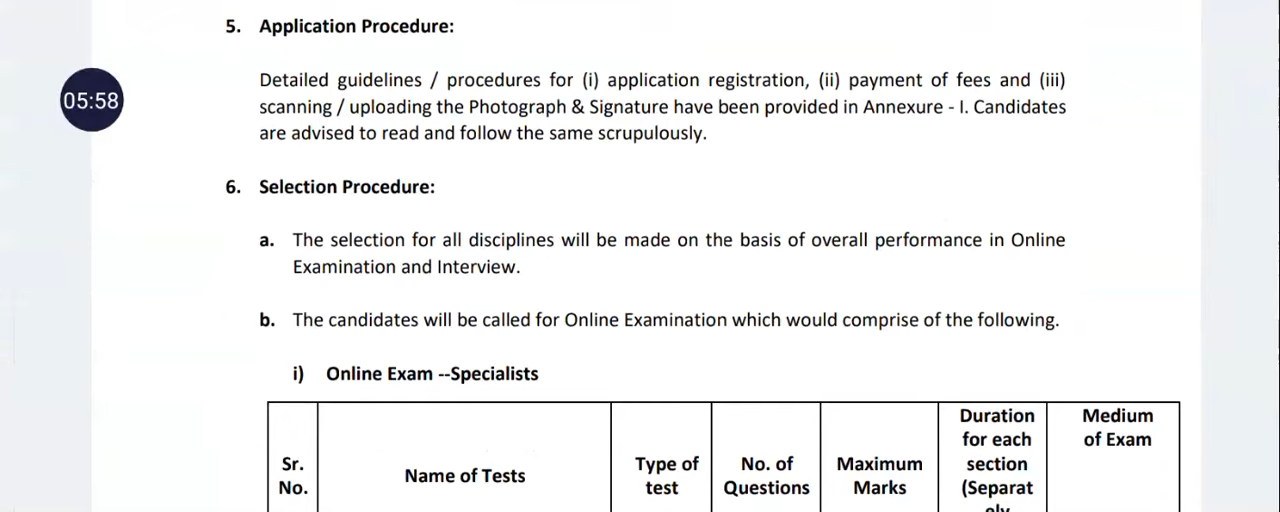 5. Application Procedure:
05:58
Detailed guidelines / procedures for (i) application registration, (ii) payment of fees and (iii)
scanning / uploading the Photograph & Signature have been provided in Annexure - I. Candidates
are advised to read and follow the same scrupulously.
6. Selection Procedure:
a. The selection for all disciplines will be made on the basis of overall performance in Online
Examination and Interview.
b. The candidates will be called for Online Examination which would comprise of the following.
i) Online Exam --Specialists
Sr.
No.
Name of Tests
Type of
test
No. of
Questions
Maximum
Marks
Duration
for each
section
(Separat
Medium
of Exam